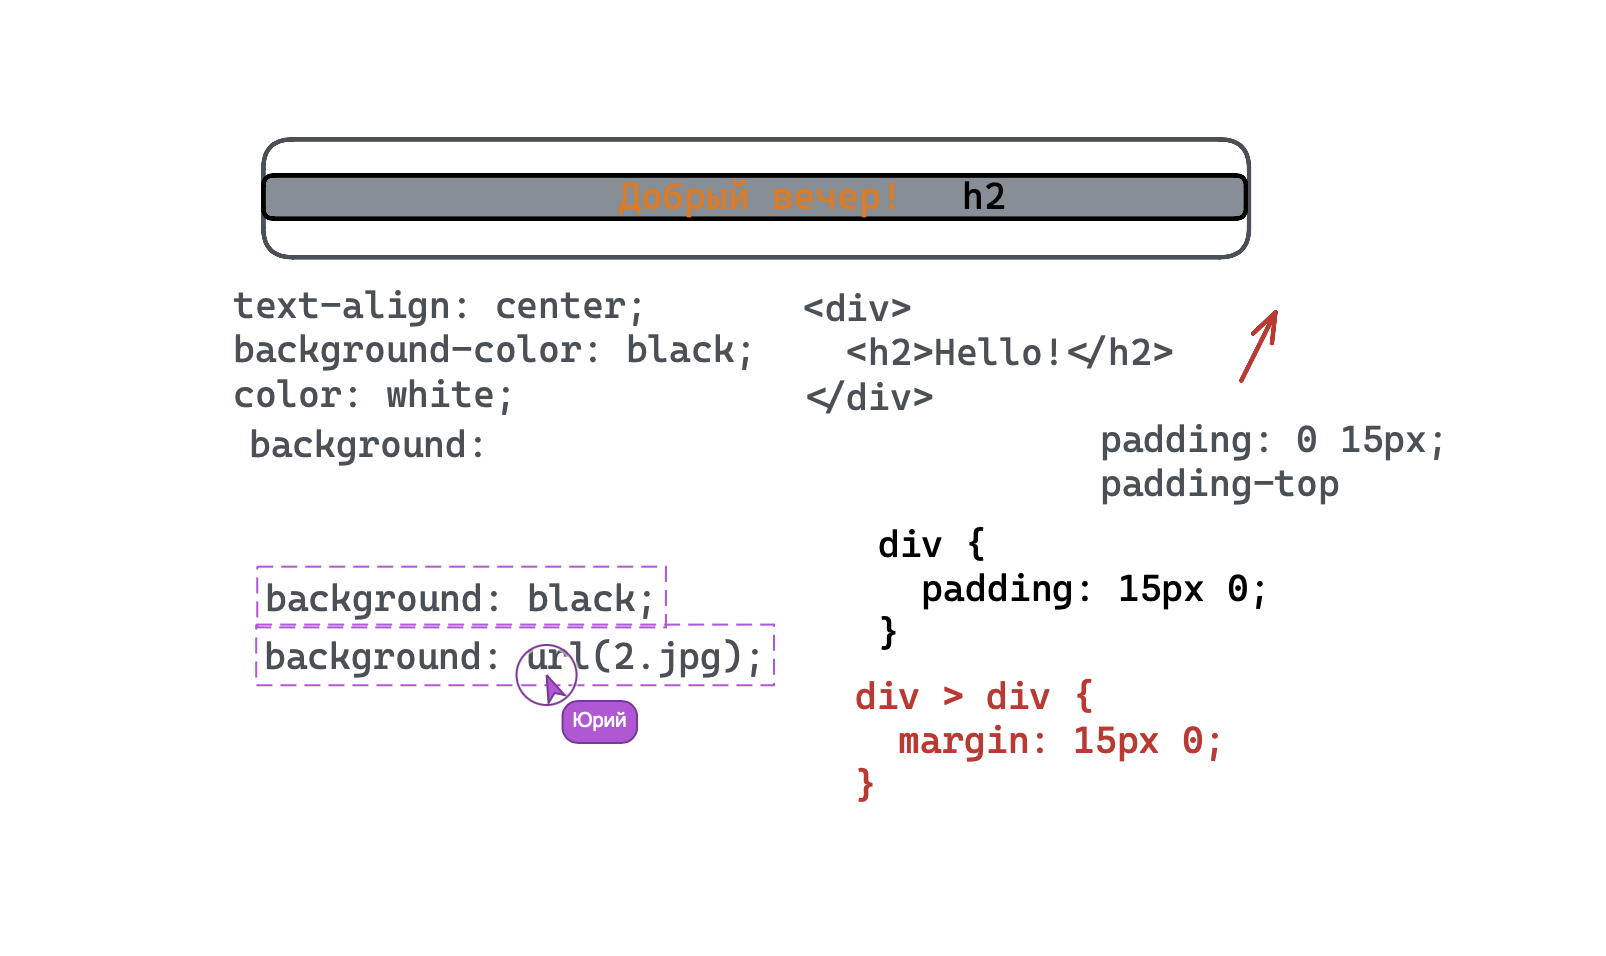 Добрый вечер! h2
text-align: center;
background-color: black;
color: white;
background:
<div>
  <h2>Hello!</h2>
</div>
padding: 0 15px;
padding-top
div {
  padding: 15px 0;
}
background: black;
background: url(2.jpg);
Юрий
div > div {
  margin: 15px 0;
}